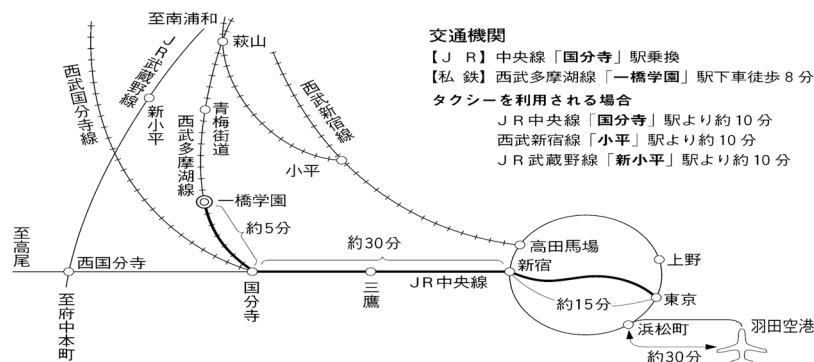 至南浦和
萩山
JR武蔵野線
西武国分寺線
新小平
青梅街道
西武多摩湖線
西武新宿線
小平
一橋学園
約5分
至高尾
西国分寺
至府中本町
国分寺
約30分
三鷹
JR中央線
高田馬場
新宿
上野
約15分
東京
浜松町
羽田空港
約30分
交通機関
【J R】中央線「国分寺」駅乗換
【私 鉄】西武多摩湖線「一橋学園」駅下車徒歩8分
タクシーを利用される場合
JR中央線「国分寺」駅より約10分
西武新宿線「小平」駅より約10分
JR武蔵野線「新小平」駅より約10分